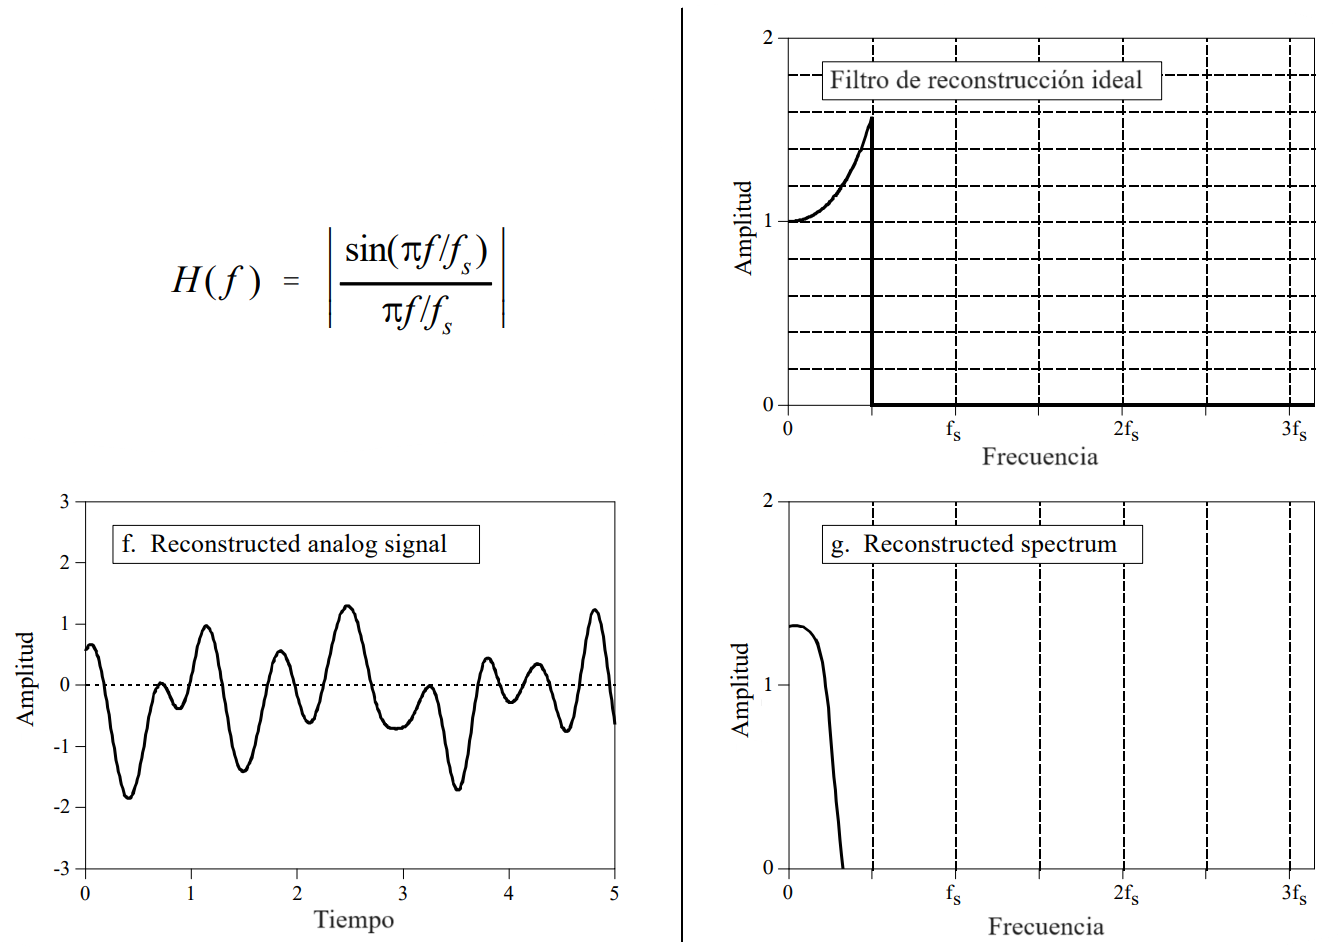 H(f) = | sin(πf/fs) / πf/fs |
2
Filtro de reconstrucción ideal
1
0
Amplitud
0 fs 2fs 3fs
Frecuencia
3
f. Reconstructed analog signal
2
1
0
-1
-2
-3
Amplitud
0 1 2 3 4 5
Tiempo
2
g. Reconstructed spectrum
1
0
Amplitud
0 fs 2fs 3fs
Frecuencia